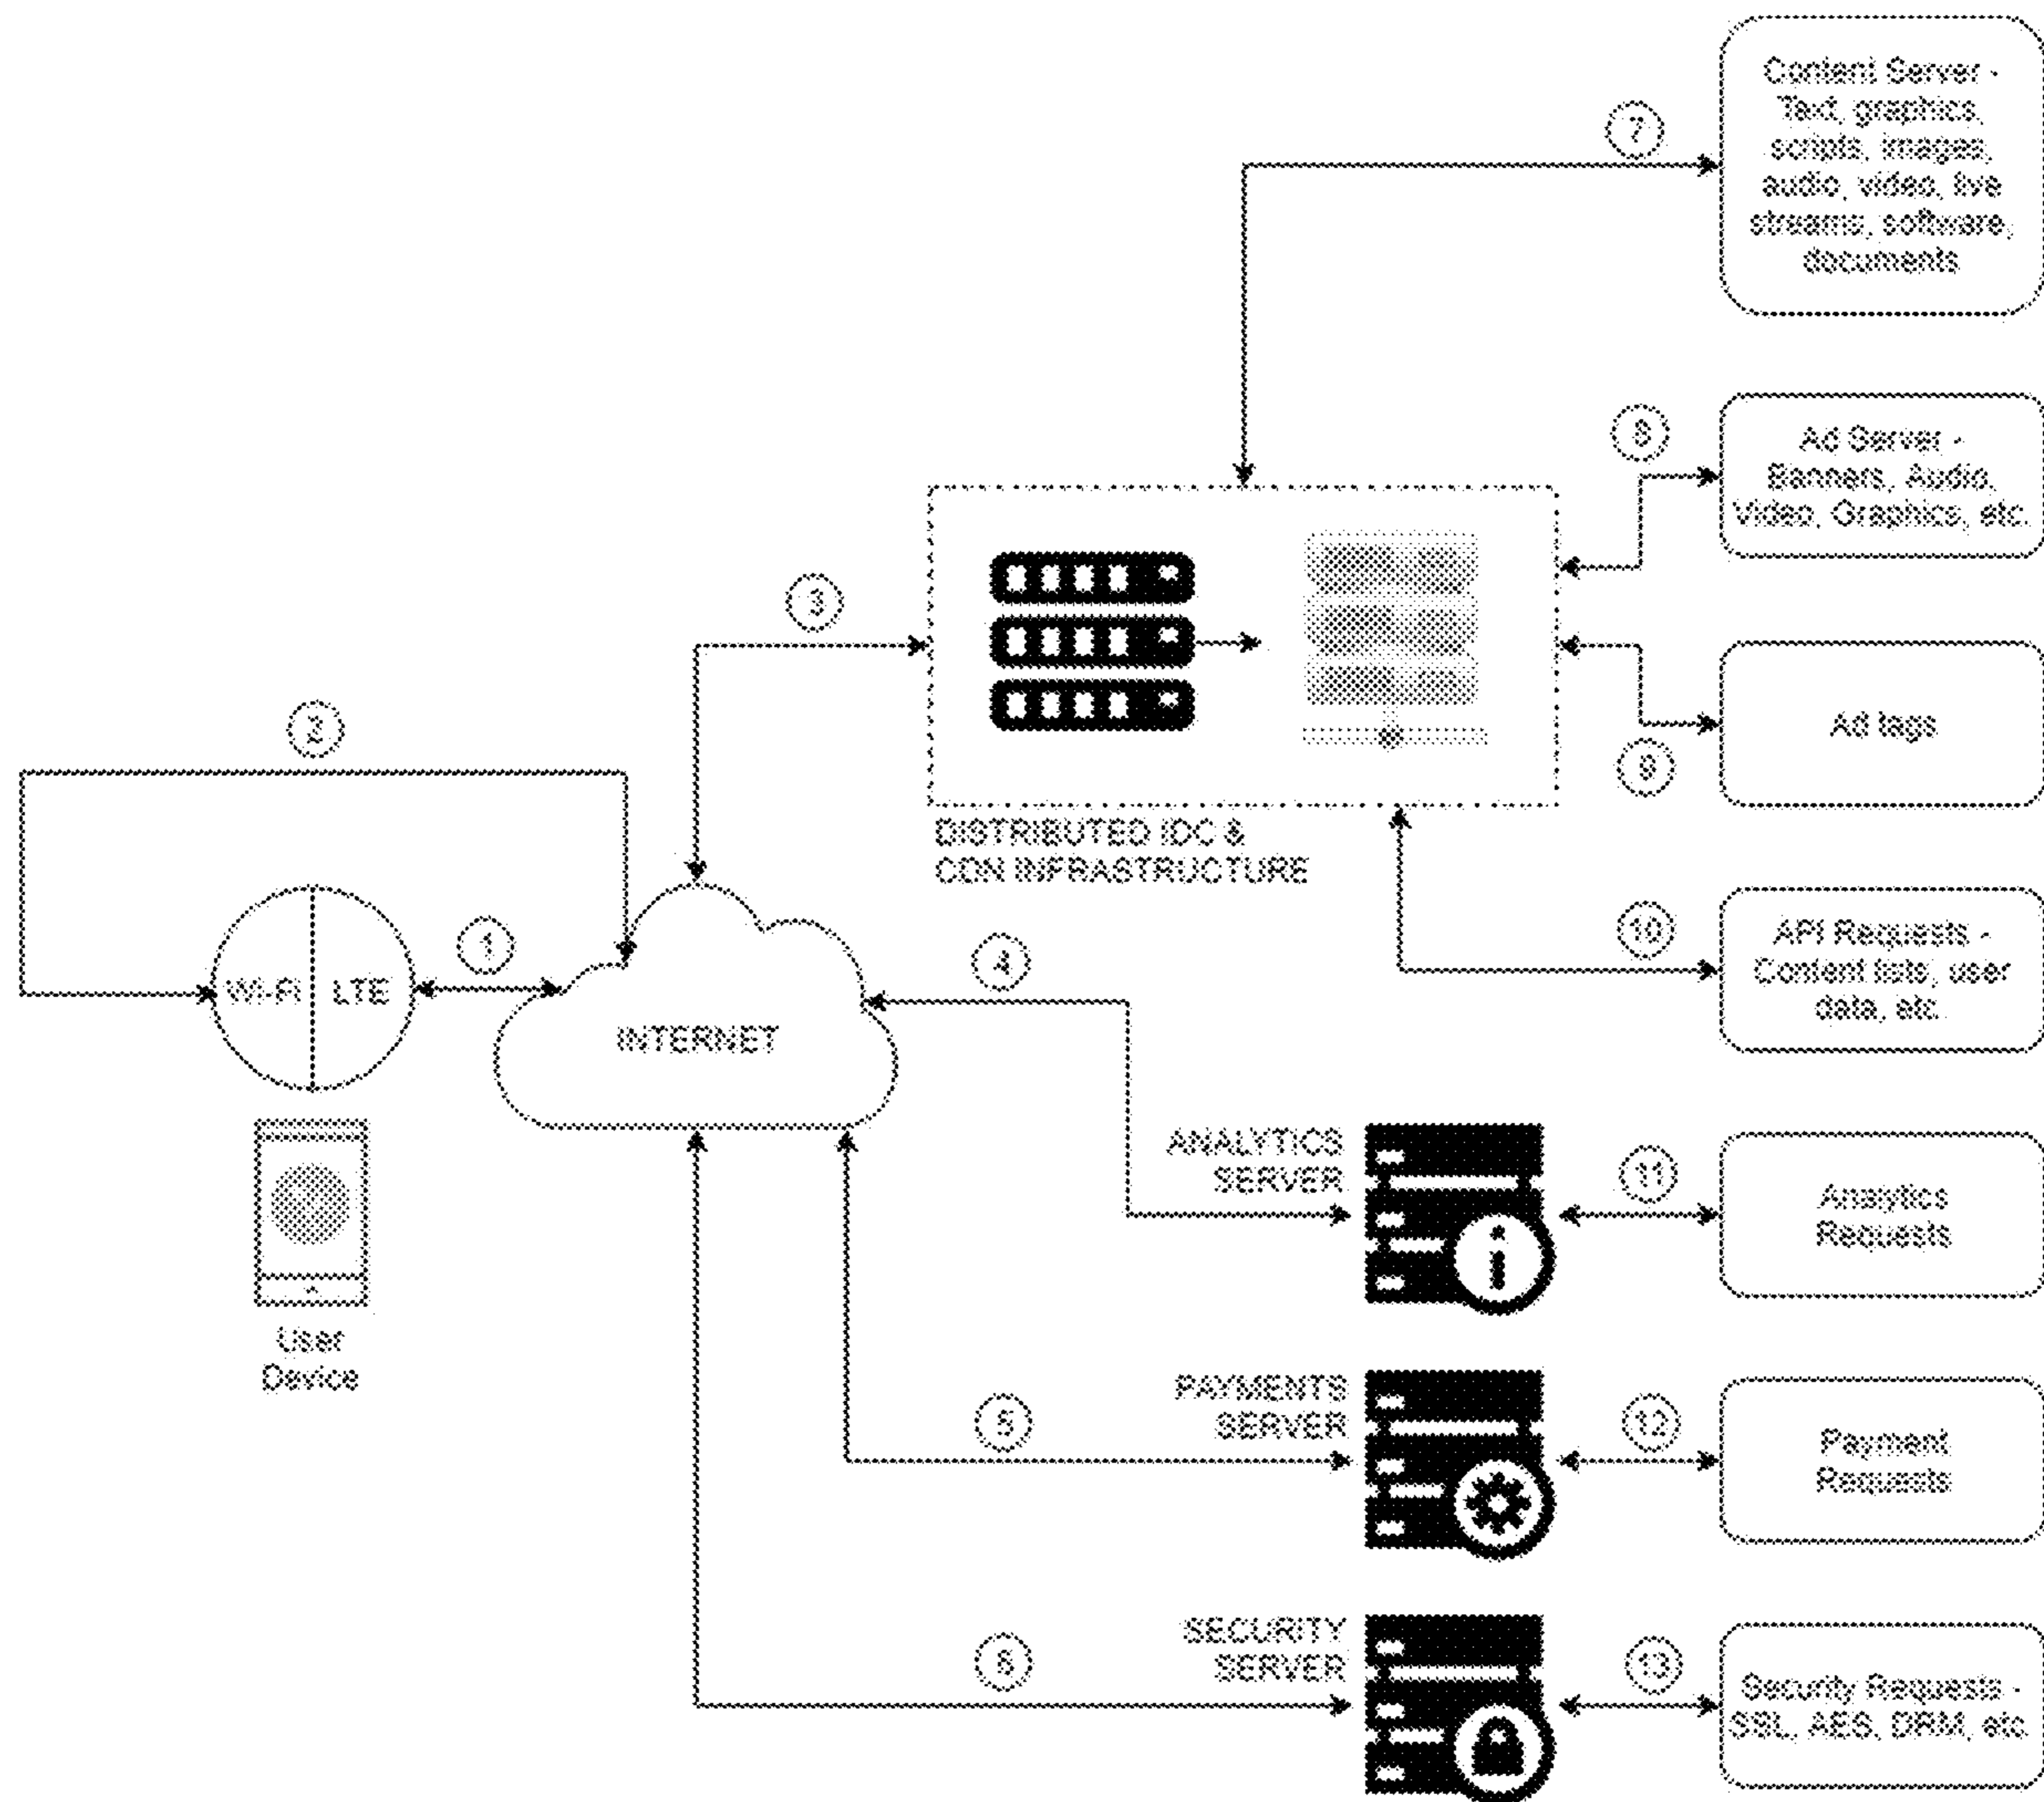 Content Server -
Text, graphics,
scripts, images,
audio, video, live
streams, software,
documents
7
8
Ad Server -
Banners, Audio,
Video, Graphics, etc.
3
2
Ad tags
9
DISTRIBUTED IDC &
CDN INFRASTRUCTURE
1
4
10
API Requests -
Content lists, user
data, etc.
Wi-Fi
LTE
INTERNET
ANALYTICS
SERVER
11
Analytics
Requests
User
Device
5
PAYMENTS
SERVER
12
Payment
Requests
6
SECURITY
SERVER
13
Security Requests -
SSL, AES, DRM, etc.